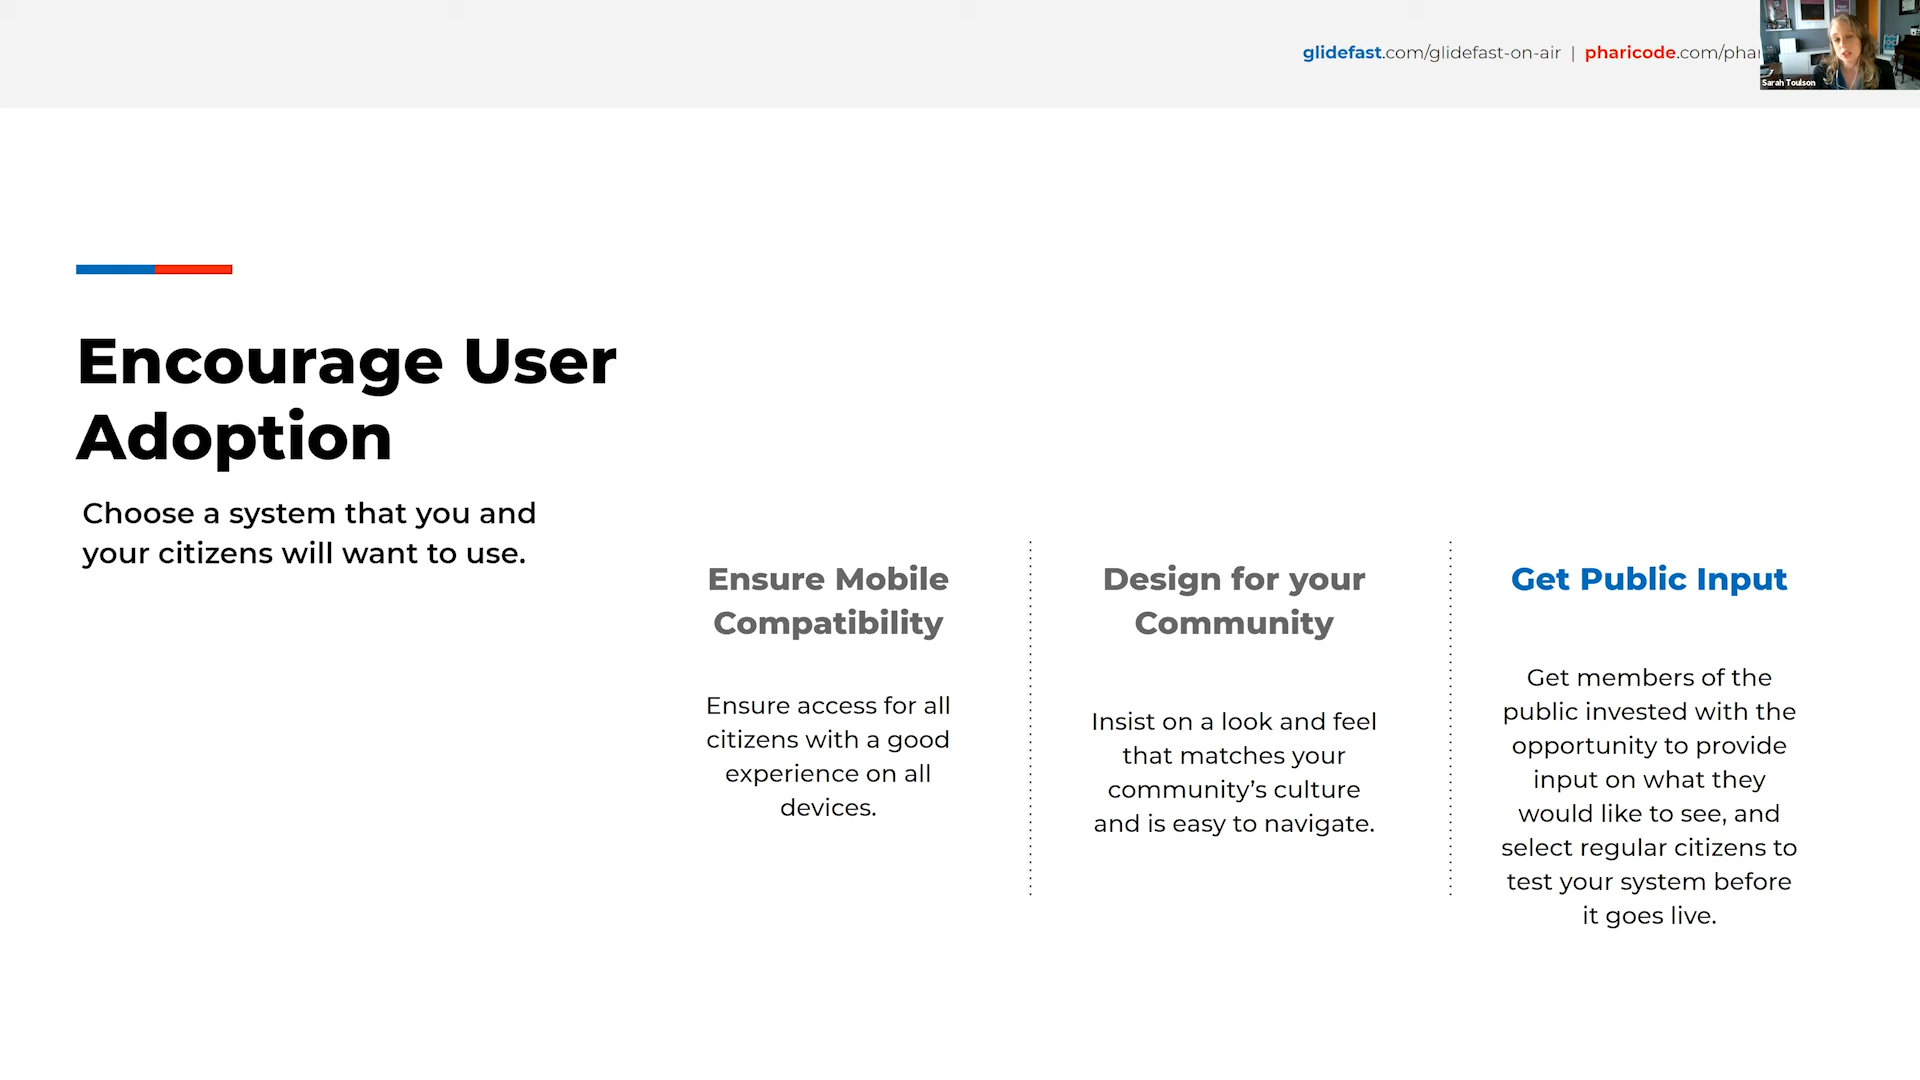 glidefast.com/glidefast-on-air | pharicode.com/phar
Sarah Toulson
Encourage User
Adoption
Choose a system that you and
your citizens will want to use.
Ensure Mobile
Compatibility
Ensure access for all
citizens with a good
experience on all
devices.
Design for your
Community
Insist on a look and feel
that matches your
community’s culture
and is easy to navigate.
Get Public Input
Get members of the
public invested with the
opportunity to provide
input on what they
would like to see, and
select regular citizens to
test your system before
it goes live.